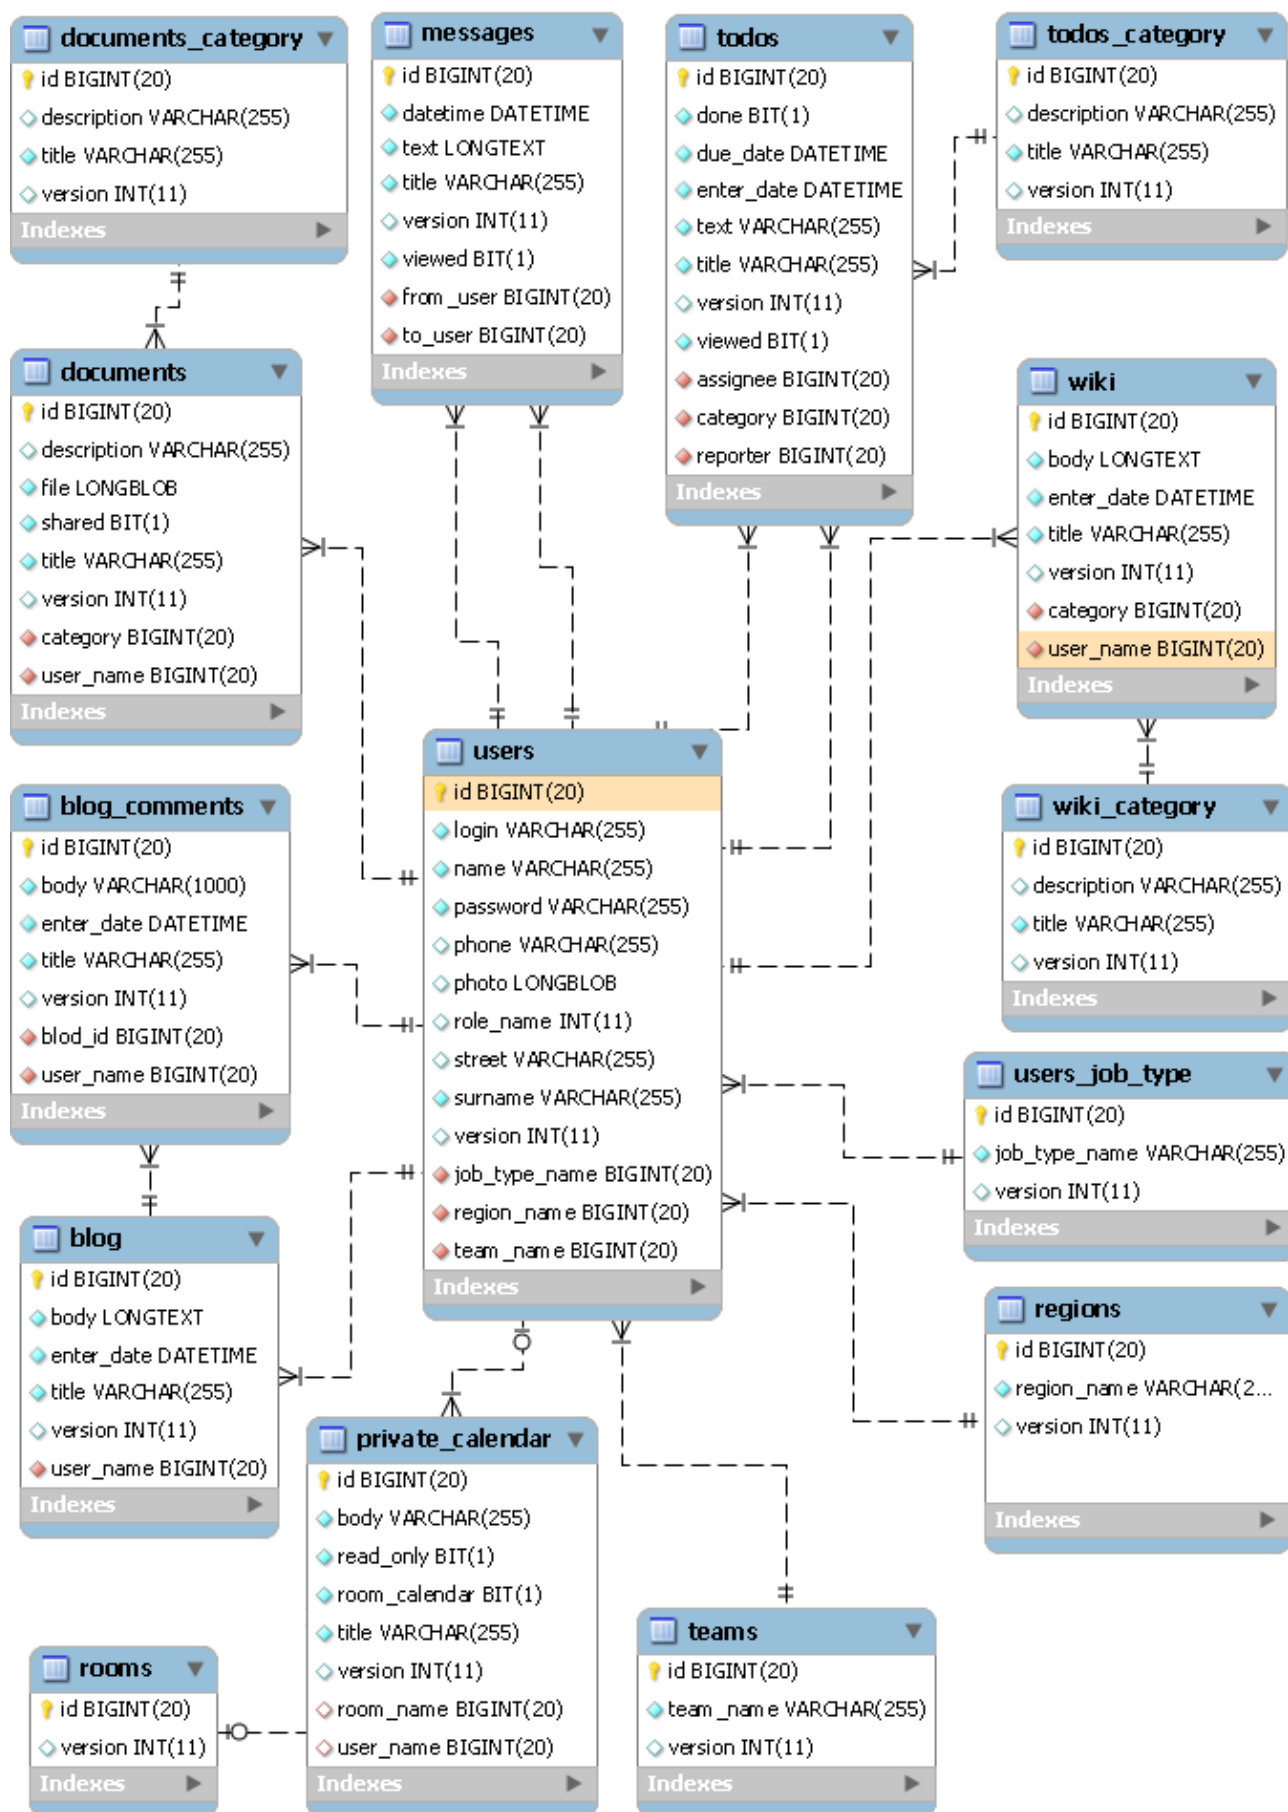 documents_category
id BIGINT(20)
description VARCHAR(255)
title VARCHAR(255)
version INT(11)
Indexes
messages
id BIGINT(20)
datetime DATETIME
text LONGTEXT
title VARCHAR(255)
version INT(11)
viewed BIT(1)
from_user BIGINT(20)
to_user BIGINT(20)
Indexes
todos
id BIGINT(20)
done BIT(1)
due_date DATETIME
enter_date DATETIME
text VARCHAR(255)
title VARCHAR(255)
version INT(11)
viewed BIT(1)
assignee BIGINT(20)
category BIGINT(20)
reporter BIGINT(20)
Indexes
todos_category
id BIGINT(20)
description VARCHAR(255)
title VARCHAR(255)
version INT(11)
Indexes
documents
id BIGINT(20)
description VARCHAR(255)
file LONGBLOB
shared BIT(1)
title VARCHAR(255)
version INT(11)
category BIGINT(20)
user_name BIGINT(20)
Indexes
wiki
id BIGINT(20)
body LONGTEXT
enter_date DATETIME
title VARCHAR(255)
version INT(11)
category BIGINT(20)
user_name BIGINT(20)
Indexes
users
id BIGINT(20)
login VARCHAR(255)
name VARCHAR(255)
password VARCHAR(255)
phone VARCHAR(255)
photo LONGBLOB
role_name INT(11)
street VARCHAR(255)
surname VARCHAR(255)
version INT(11)
job_type_name BIGINT(20)
region_name BIGINT(20)
team_name BIGINT(20)
Indexes
blog_comments
id BIGINT(20)
body VARCHAR(1000)
enter_date DATETIME
title VARCHAR(255)
version INT(11)
blod_id BIGINT(20)
user_name BIGINT(20)
Indexes
wiki_category
id BIGINT(20)
description VARCHAR(255)
title VARCHAR(255)
version INT(11)
Indexes
users_job_type
id BIGINT(20)
job_type_name VARCHAR(255)
version INT(11)
Indexes
blog
id BIGINT(20)
body LONGTEXT
enter_date DATETIME
title VARCHAR(255)
version INT(11)
user_name BIGINT(20)
Indexes
regions
id BIGINT(20)
region_name VARCHAR(2...
version INT(11)
Indexes
private_calendar
id BIGINT(20)
body VARCHAR(255)
read_only BIT(1)
room_calendar BIT(1)
title VARCHAR(255)
version INT(11)
room_name BIGINT(20)
user_name BIGINT(20)
Indexes
teams
id BIGINT(20)
team_name VARCHAR(255)
version INT(11)
Indexes
rooms
id BIGINT(20)
version INT(11)
Indexes